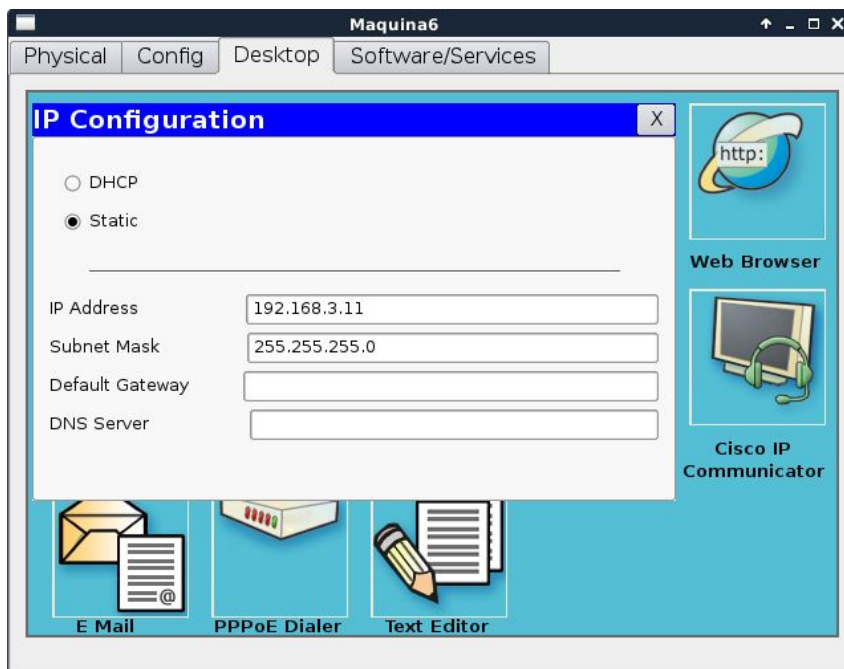 Maquina6
Physical Config Desktop Software/Services
IP Configuration X
DHCP
Static
IP Address 192.168.3.11
Subnet Mask 255.255.255.0
Default Gateway
DNS Server
http:
Web Browser
Cisco IP
Communicator
@
E Mail PPPoE Dialer Text Editor